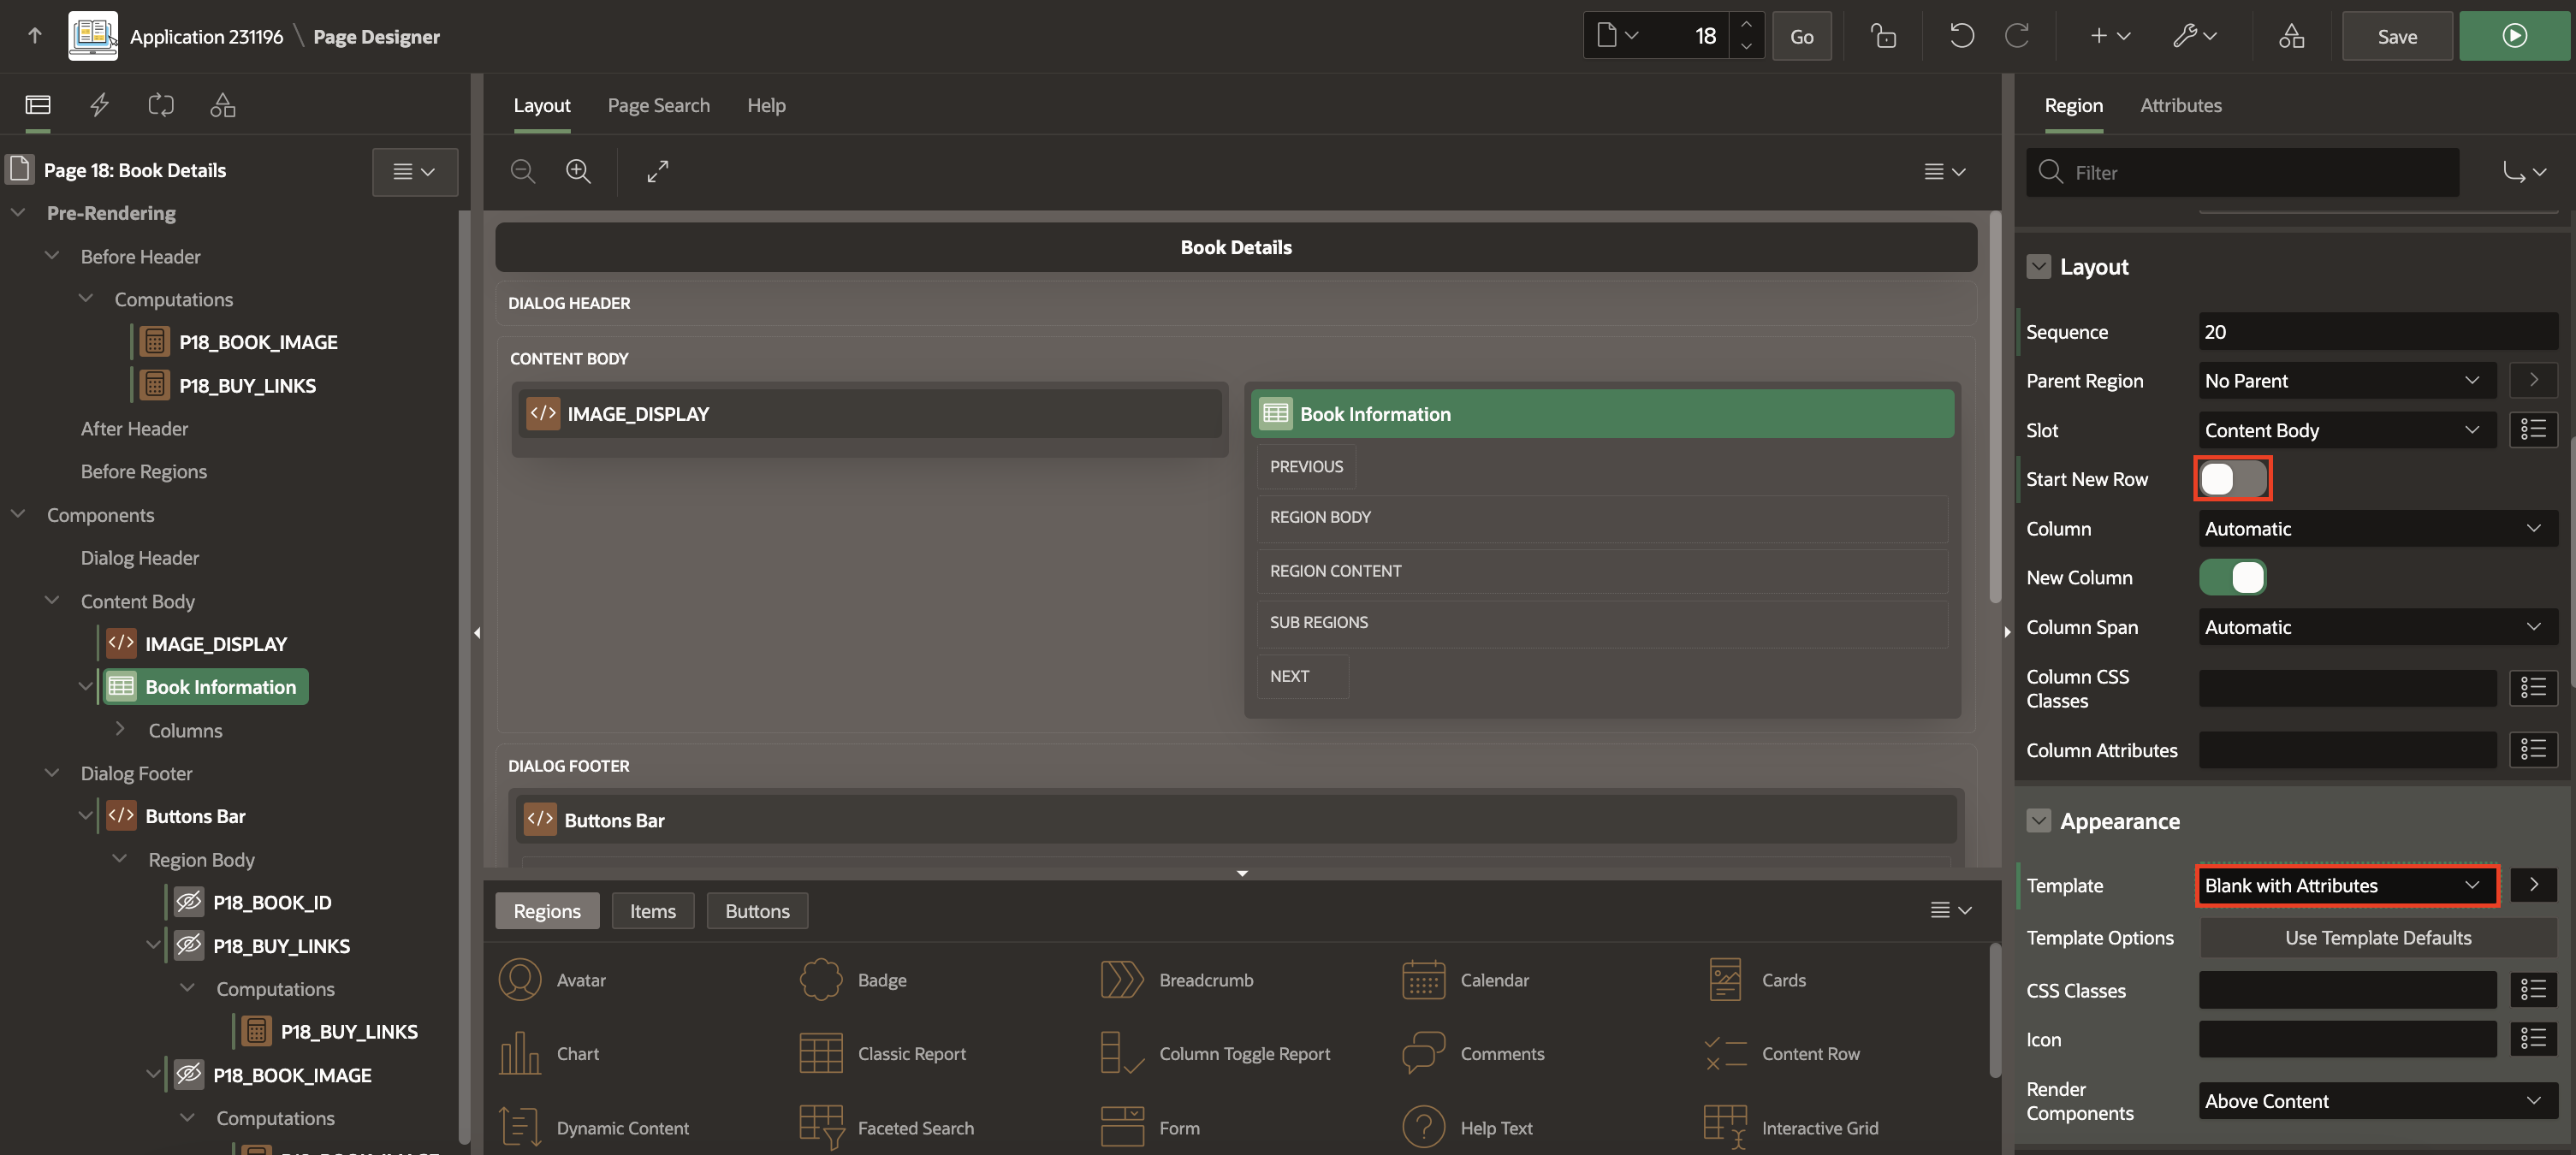 Application 231196 \ Page Designer
18
Go
Save
Page 18: Book Details
Pre-Rendering
Before Header
Computations
P18_BOOK_IMAGE
P18_BUY_LINKS
After Header
Before Regions
Components
Dialog Header
Content Body
IMAGE_DISPLAY
Book Information
Columns
Dialog Footer
Buttons Bar
Region Body
P18_BOOK_ID
P18_BUY_LINKS
Computations
P18_BUY_LINKS
P18_BOOK_IMAGE
Computations
Layout
Page Search
Help
Book Details
DIALOG HEADER
CONTENT BODY
IMAGE_DISPLAY
Book Information
PREVIOUS
REGION BODY
REGION CONTENT
SUB REGIONS
NEXT
DIALOG FOOTER
Buttons Bar
Regions
Items
Buttons
Avatar
Badge
Breadcrumb
Calendar
Cards
Chart
Classic Report
Column Toggle Report
Comments
Content Row
Dynamic Content
Faceted Search
Form
Help Text
Interactive Grid
Region
Attributes
Filter
Layout
Sequence
20
Parent Region
No Parent
Slot
Content Body
Start New Row
Column
Automatic
New Column
Column Span
Automatic
Column CSS
Classes
Column Attributes
Appearance
Template
Blank with Attributes
Template Options
Use Template Defaults
CSS Classes
Icon
Render
Components
Above Content